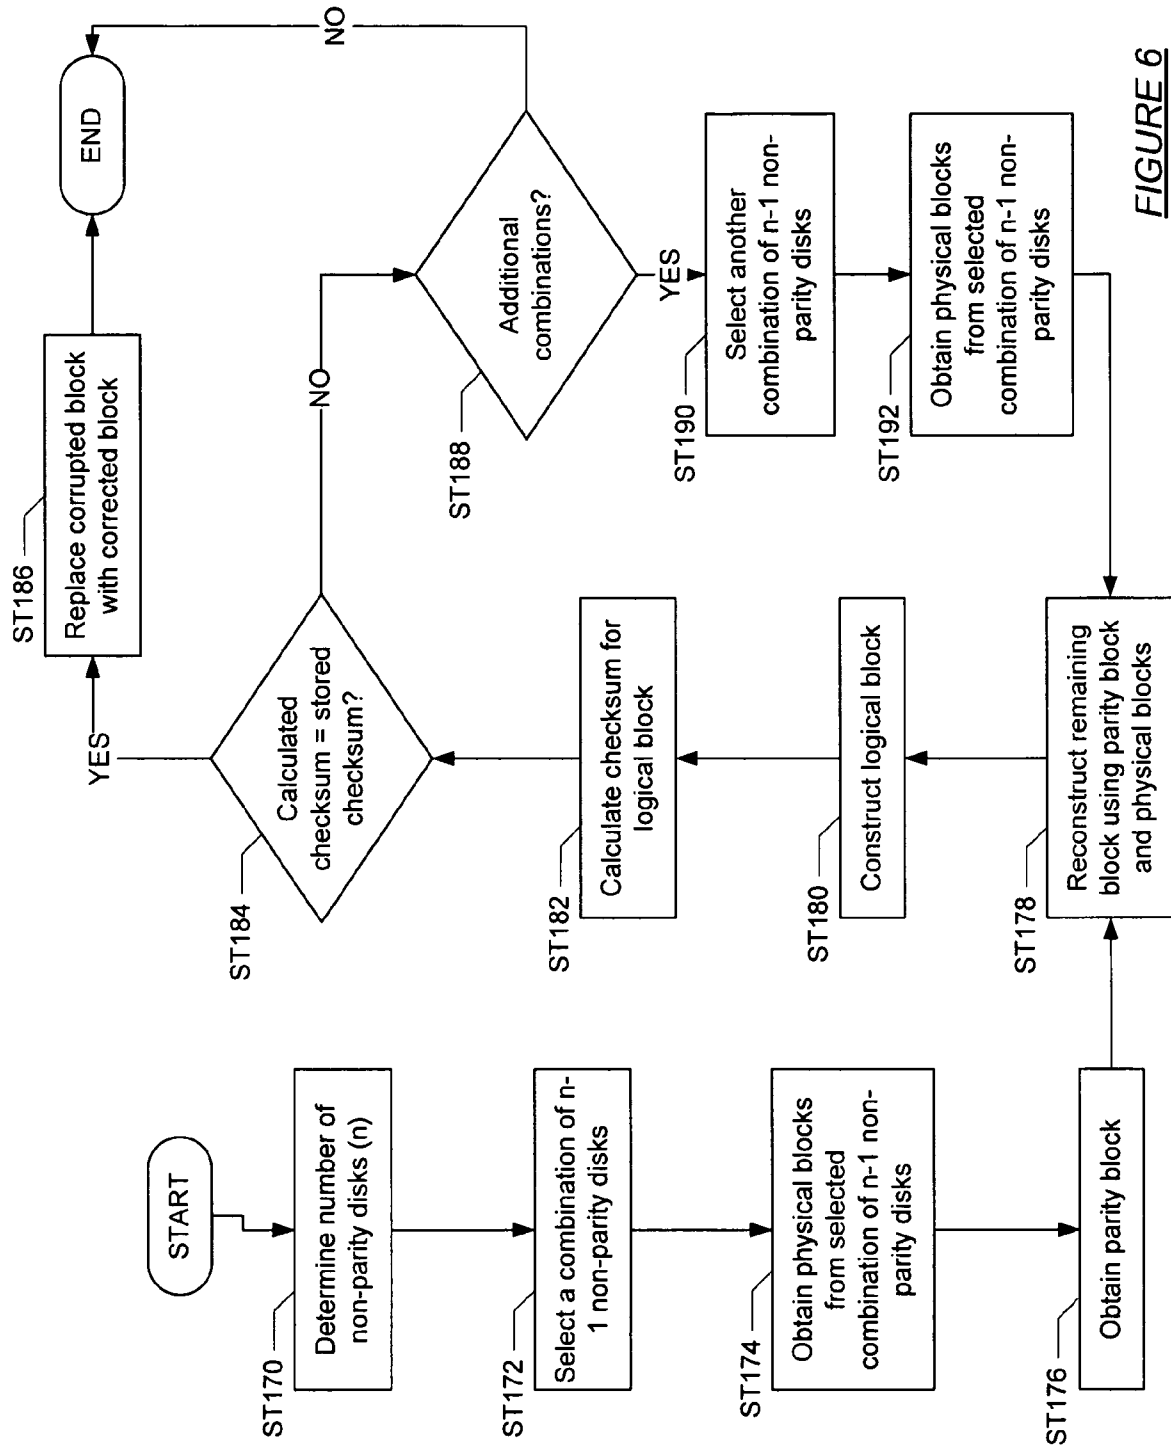 START
ST170
Determine number of
non-parity disks (n)
ST172
Select a combination of n-
1 non-parity disks
ST174
Obtain physical blocks
from selected
combination of n-1 non-
parity disks
ST176
Obtain parity block
ST178
Reconstruct remaining
block using parity block
and physical blocks
ST180
Construct logical block
ST182
Calculate checksum for
logical block
ST184
Calculated
checksum = stored
checksum?
YES
NO
ST186
Replace corrupted block
with corrected block
END
ST188
Additional
combinations?
NO
YES
ST190
Select another
combination of n-1 non-
parity disks
ST192
Obtain physical blocks
from selected
combination of n-1 non-
parity disks
FIGURE 6